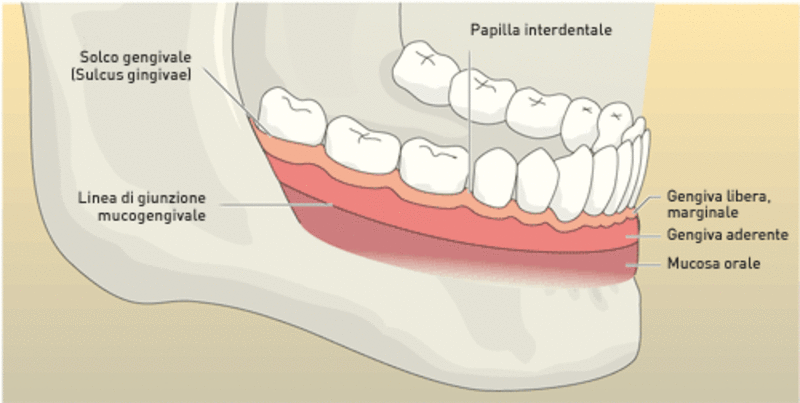 Papilla interdentale
Solco gengivale
(Sulcus gingivae)
Linea di giunzione
mucogengivale
Gengiva libera,
marginale
Gengiva aderente
Mucosa orale